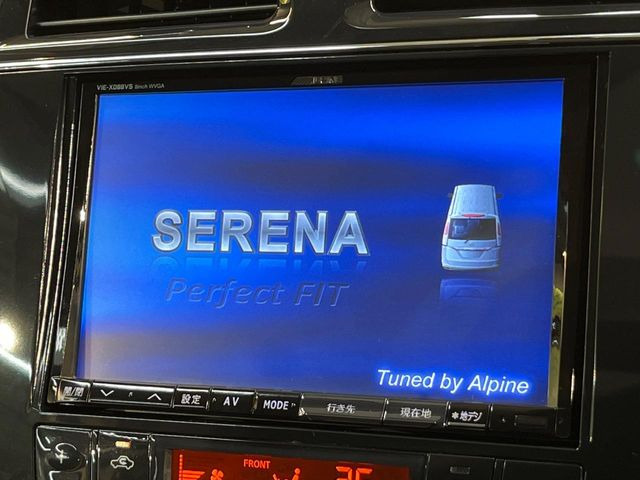 VIE-X088VS 8inch WVGA
ALPINE
SERENA
Perfect FIT
Tuned by Alpine
開/閉 設定 AV MODE 行き先 現在地 *地デジ
FRONT